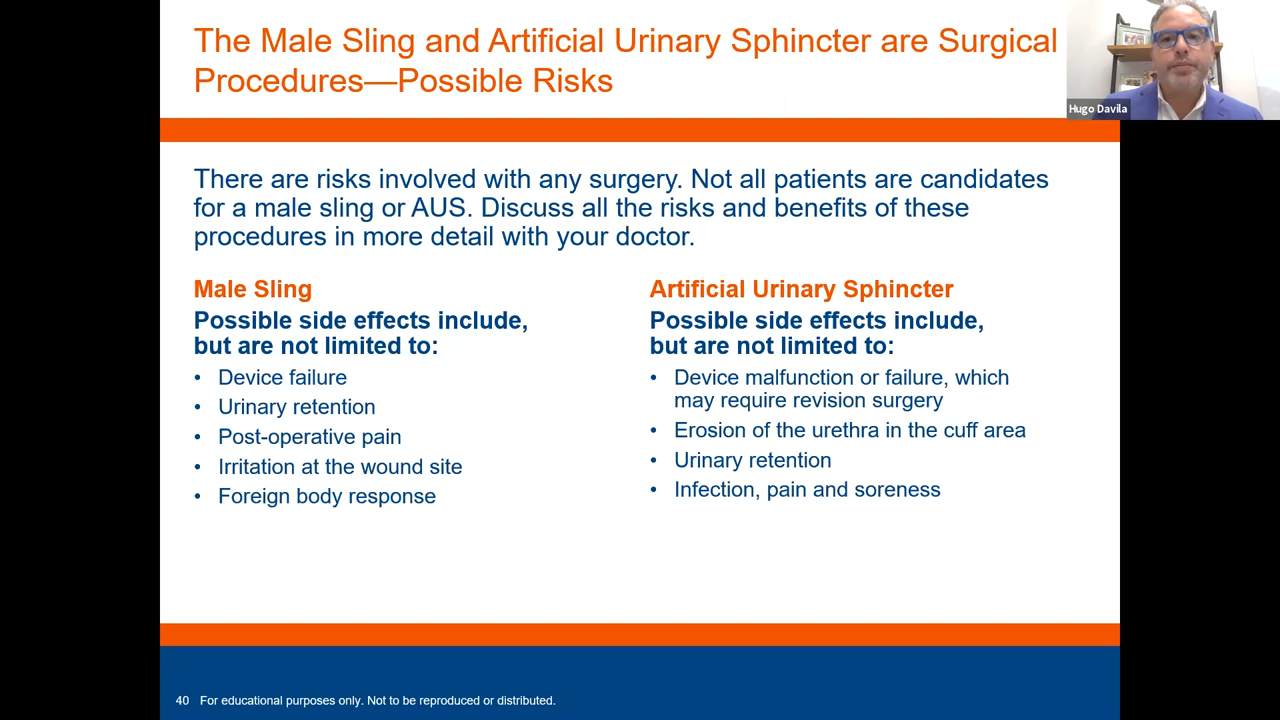 The Male Sling and Artificial Urinary Sphincter are Surgical
Procedures—Possible Risks
Hugo Davila
There are risks involved with any surgery. Not all patients are candidates
for a male sling or AUS. Discuss all the risks and benefits of these
procedures in more detail with your doctor.
Male Sling
Possible side effects include,
but are not limited to:
• Device failure
• Urinary retention
• Post-operative pain
• Irritation at the wound site
• Foreign body response
Artificial Urinary Sphincter
Possible side effects include,
but are not limited to:
• Device malfunction or failure, which
may require revision surgery
• Erosion of the urethra in the cuff area
• Urinary retention
• Infection, pain and soreness
40 For educational purposes only. Not to be reproduced or distributed.